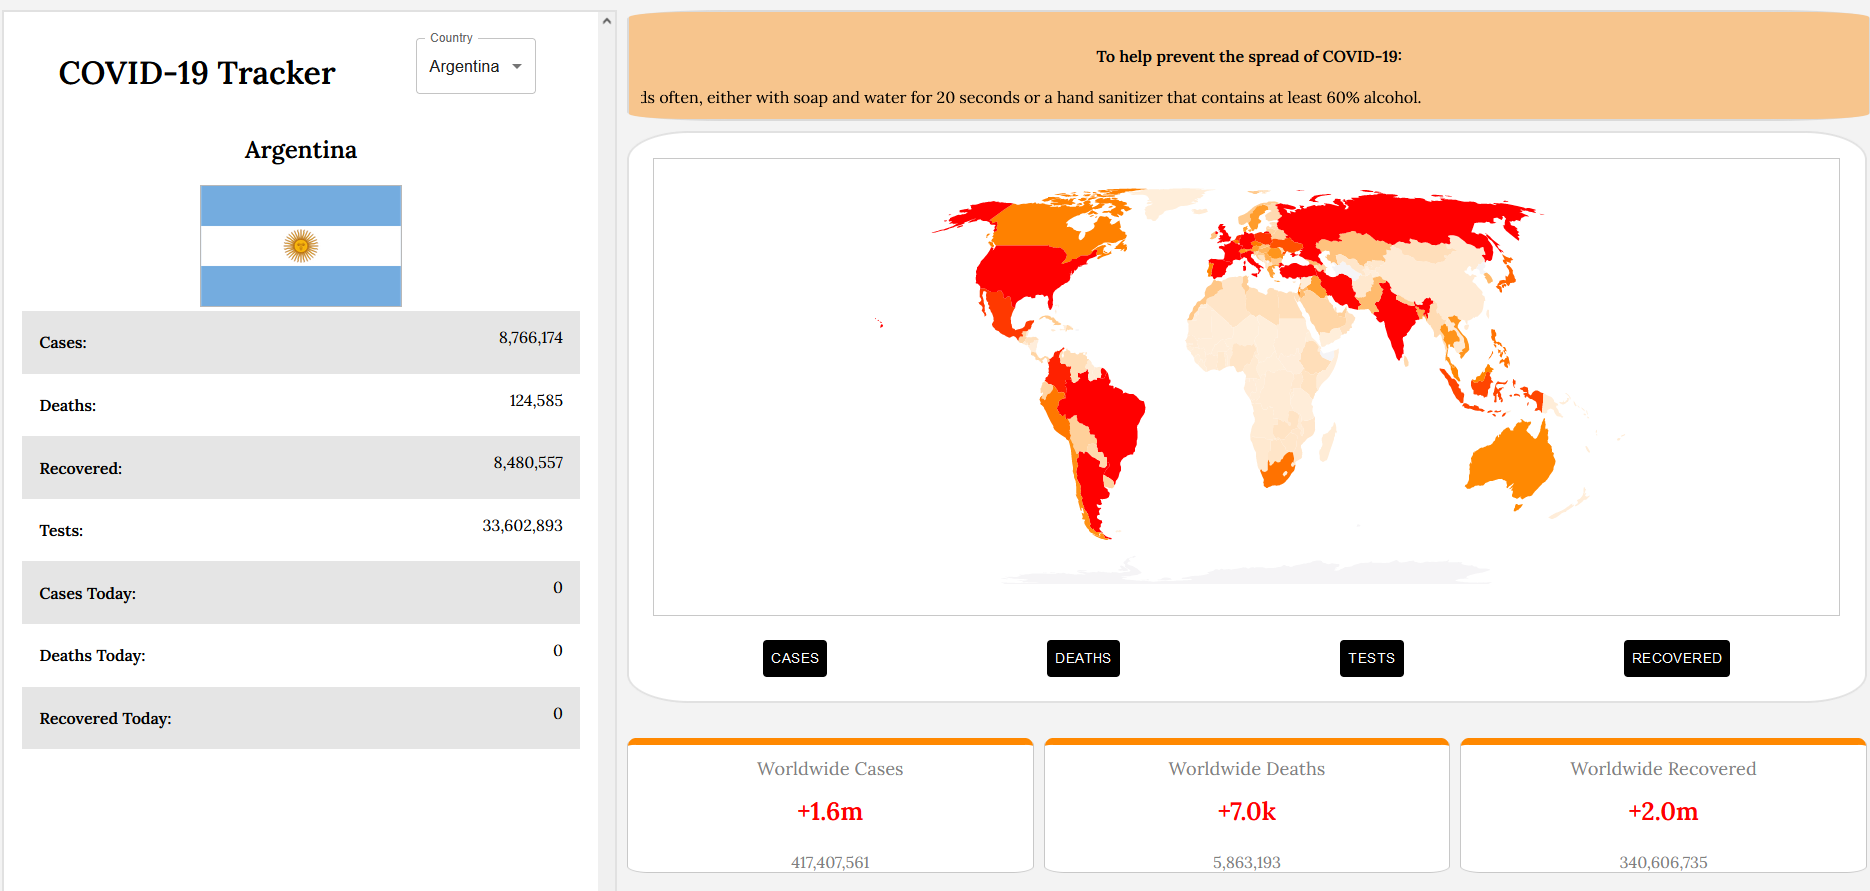 COVID-19 Tracker
Country
Argentina
Argentina
Cases: 8,766,174
Deaths: 124,585
Recovered: 8,480,557
Tests: 33,602,893
Cases Today: 0
Deaths Today: 0
Recovered Today: 0
To help prevent the spread of COVID-19:
ds often, either with soap and water for 20 seconds or a hand sanitizer that contains at least 60% alcohol.
CASES DEATHS TESTS RECOVERED
Worldwide Cases
+1.6m
417,407,561
Worldwide Deaths
+7.0k
5,863,193
Worldwide Recovered
+2.0m
340,606,735